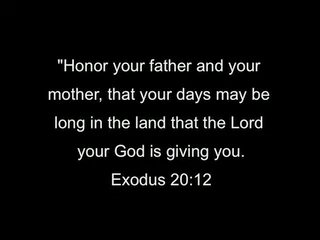 "Honor your father and your
mother, that your days may be
long in the land that the Lord
your God is giving you.
Exodus 20:12